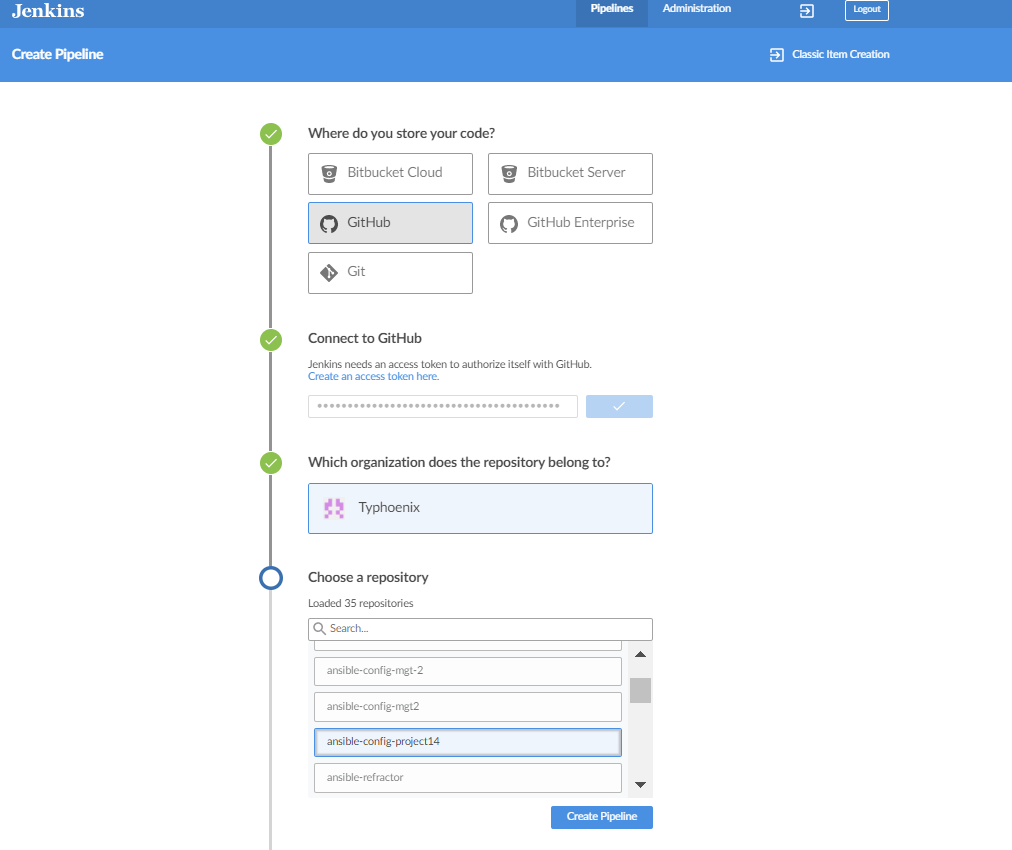 Jenkins
Pipelines
Administration
Logout
Create Pipeline
Classic Item Creation
Where do you store your code?
Bitbucket Cloud
Bitbucket Server
GitHub
GitHub Enterprise
Git
Connect to GitHub
Jenkins needs an access token to authorize itself with GitHub.
Create an access token here.
Which organization does the repository belong to?
Typhoenix
Choose a repository
Loaded 35 repositories
Search...
ansible-config-mgt-2
ansible-config-mgt2
ansible-config-project14
ansible-refractor
Create Pipeline